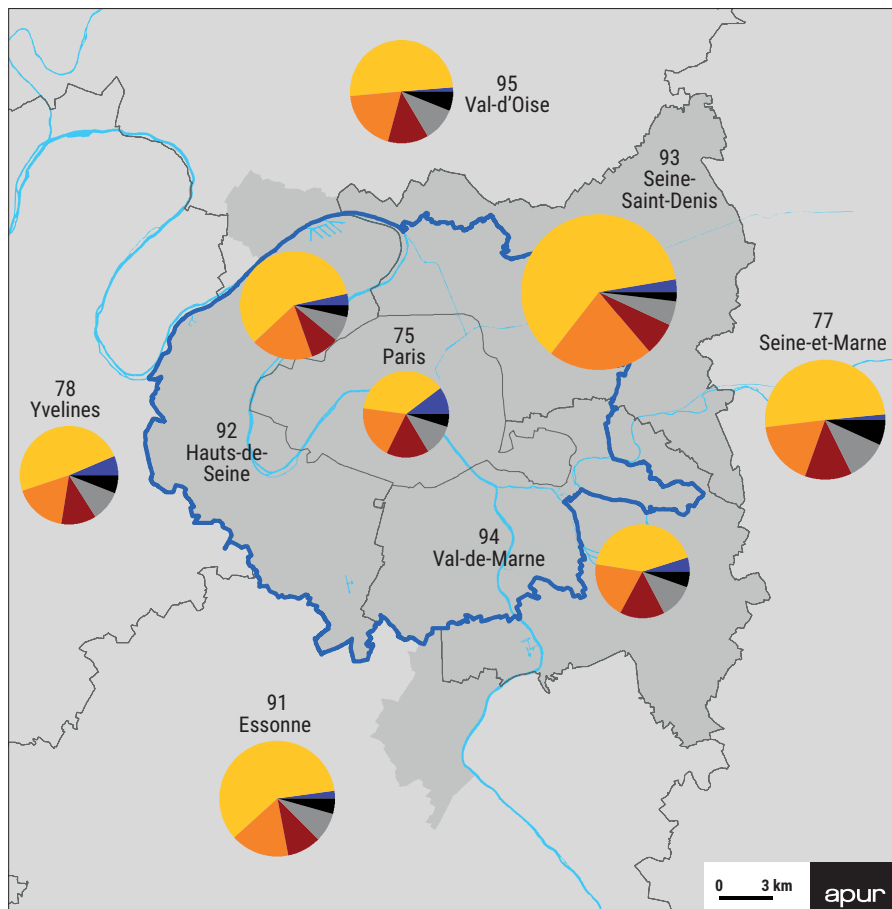 95
Val-d'Oise
93
Seine-
Saint-Denis
77
Seine-et-Marne
75
Paris
78
Yvelines
92
Hauts-de-
Seine
94
Val-de-Marne
91
Essonne
0 3 km
apur